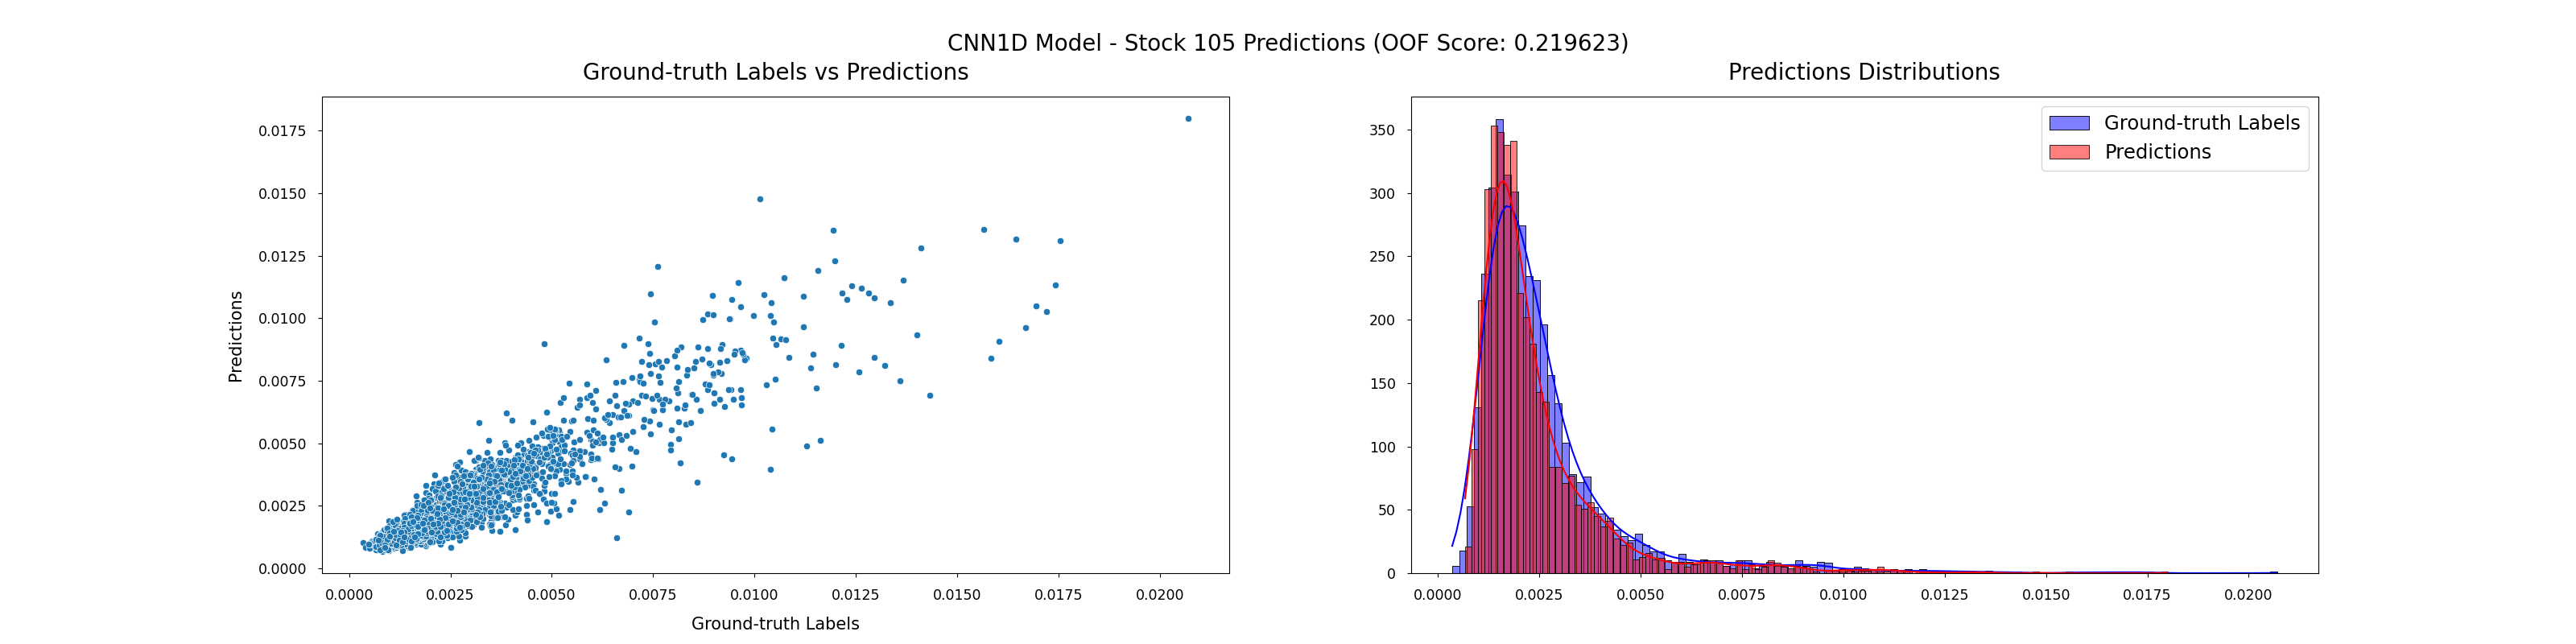 CNN1D Model - Stock 105 Predictions (OOF Score: 0.219623)
Ground-truth Labels vs Predictions
0.0175
0.0150
0.0125
0.0100
0.0075
0.0050
0.0025
0.0000
Predictions
0.0000 0.0025 0.0050 0.0075 0.0100 0.0125 0.0150 0.0175 0.0200
Ground-truth Labels
Predictions Distributions
Ground-truth Labels
Predictions
350
300
250
200
150
100
50
0
0.0000 0.0025 0.0050 0.0075 0.0100 0.0125 0.0150 0.0175 0.0200